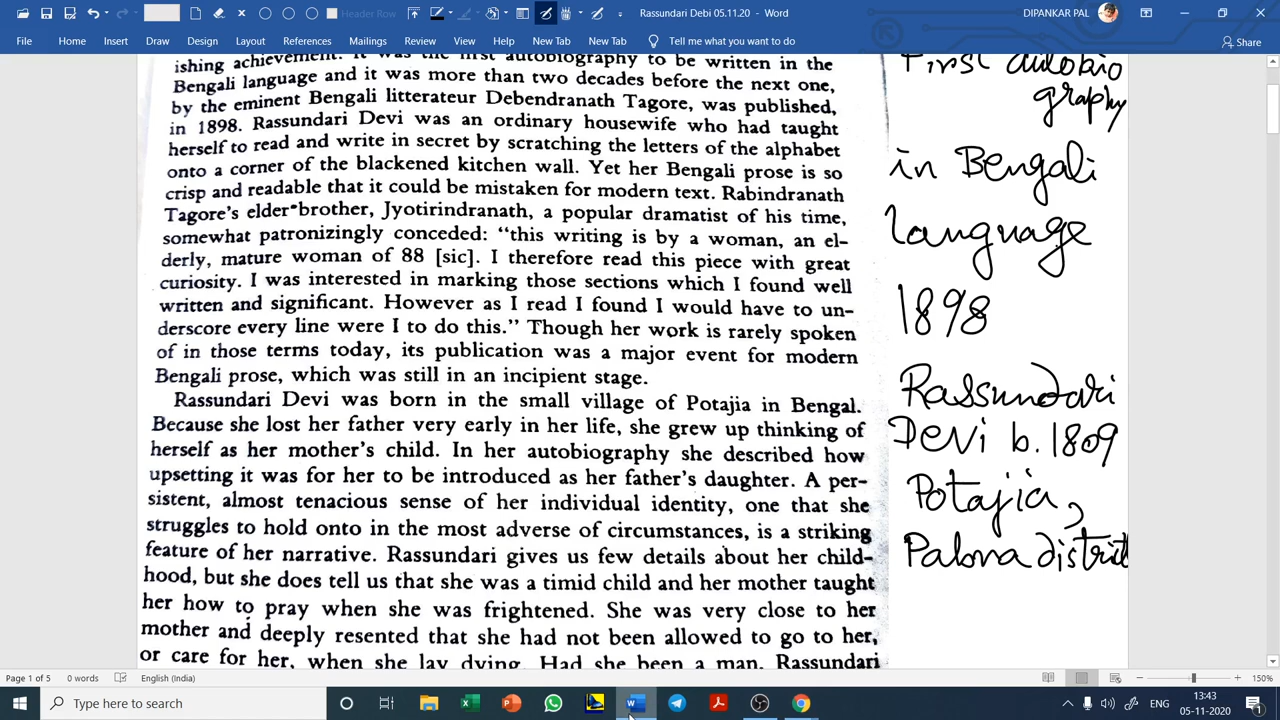 Header Row
Rassundari Debi 05.11.20 - Word
DIPANKAR PAL
File Home Insert Draw Design Layout References Mailings Review View Help New Tab New Tab Tell me what you want to do Share
ishing achievement. It was the first autobiography to be written in the
Bengali language and it was more than two decades before the next one,
by the eminent Bengali litterateur Debendranath Tagore, was published,
in 1898. Rassundari Devi was an ordinary housewife who had taught
herself to read and write in secret by scratching the letters of the alphabet
onto a corner of the blackened kitchen wall. Yet her Bengali prose is so
crisp and readable that it could be mistaken for modern text. Rabindranath
Tagore's elder brother, Jyotirindranath, a popular dramatist of his time,
somewhat patronizingly conceded: "this writing is by a woman, an el-
derly, mature woman of 88 [sic]. I therefore read this piece with great
curiosity. I was interested in marking those sections which I found well
written and significant. However as I read I found I would have to un-
derscore every line were I to do this." Though her work is rarely spoken
of in those terms today, its publication was a major event for modern
Bengali prose, which was still in an incipient stage.
Rassundari Devi was born in the small village of Potajia in Bengal.
Because she lost her father very early in her life, she grew up thinking of
herself as her mother's child. In her autobiography she described how
upsetting it was for her to be introduced as her father's daughter. A per-
sistent, almost tenacious sense of her individual identity, one that she
struggles to hold onto in the most adverse of circumstances, is a striking
feature of her narrative. Rassundari gives us few details about her child-
hood, but she does tell us that she was a timid child and her mother taught
her how to pray when she was frightened. She was very close to her
mother and deeply resented that she had not been allowed to go to her,
or care for her, when she lay dying. Had she been a man, Rassundari
First autobio
graphy
in Bengali
language
1898
Rassundari
Devi b. 1809
Potajia,
Pabna district
Page 1 of 5 0 words English (India) 150%
Type here to search
ENG
13:43
05-11-2020
1